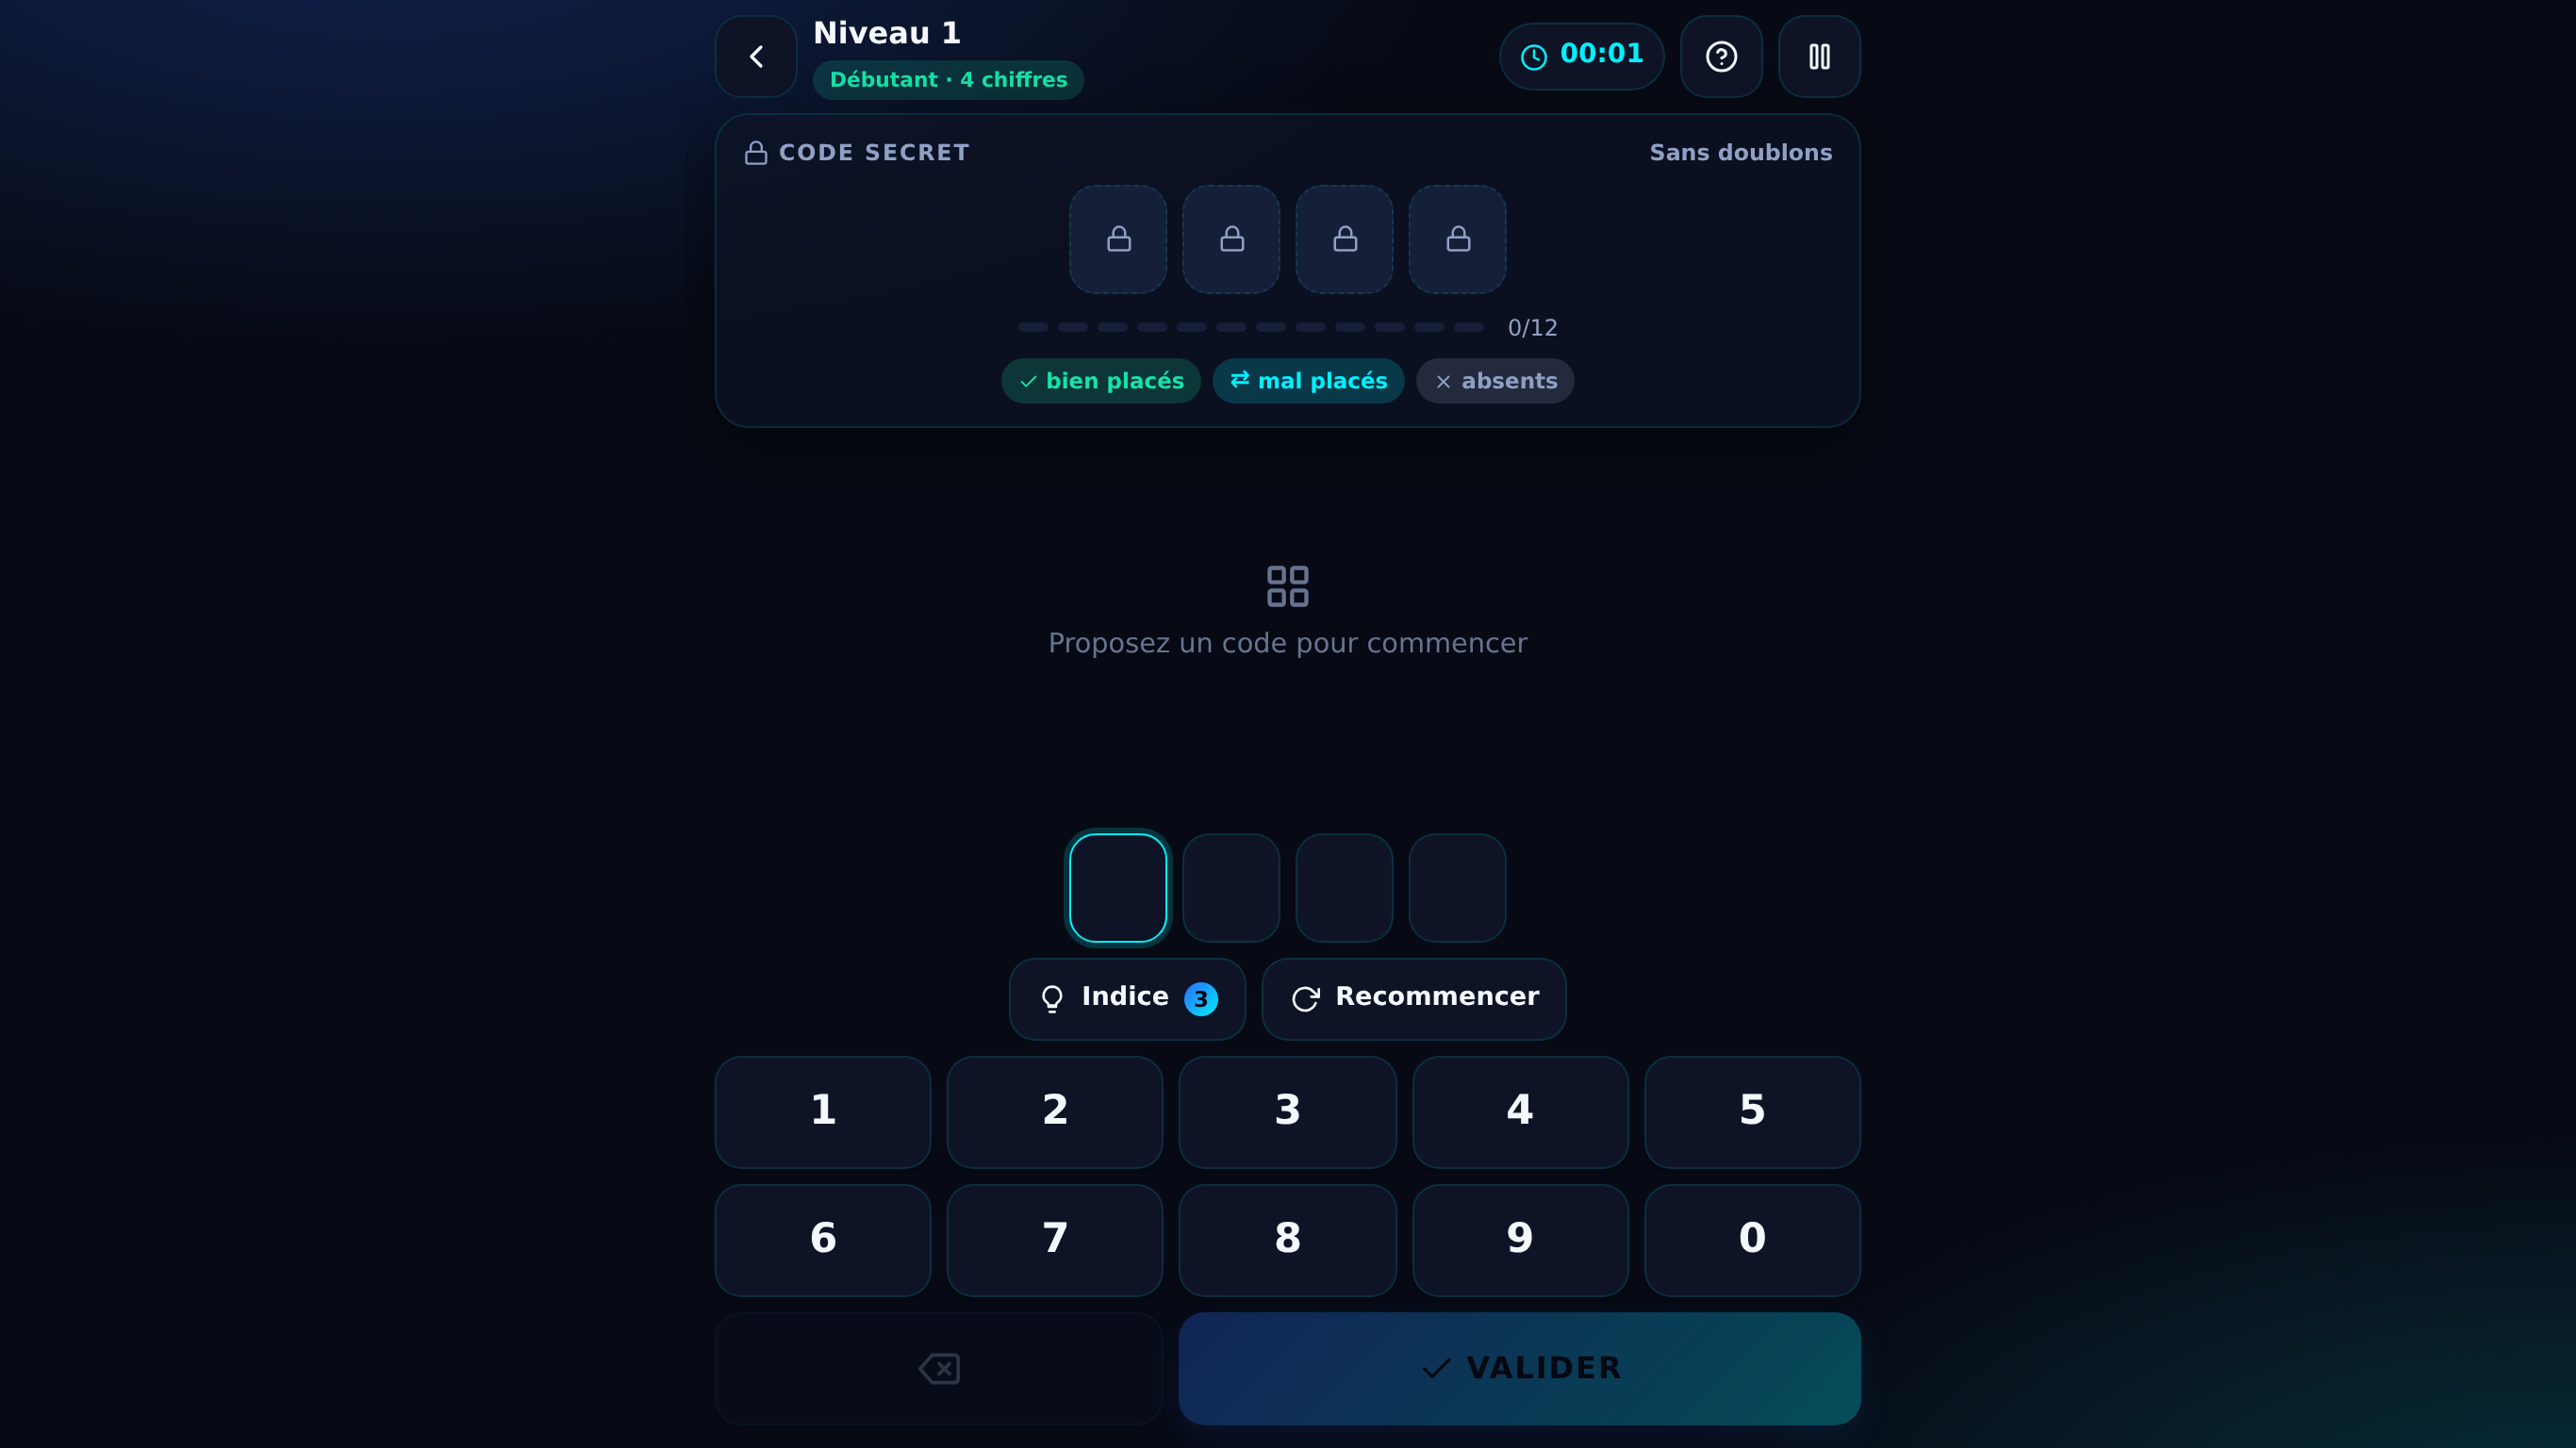 Niveau 1
Débutant · 4 chiffres
00:01
CODE SECRET
Sans doublons
0/12
bien placés
mal placés
absents
Proposez un code pour commencer
Indice 3
Recommencer
1 2 3 4 5
6 7 8 9 0
VALIDER